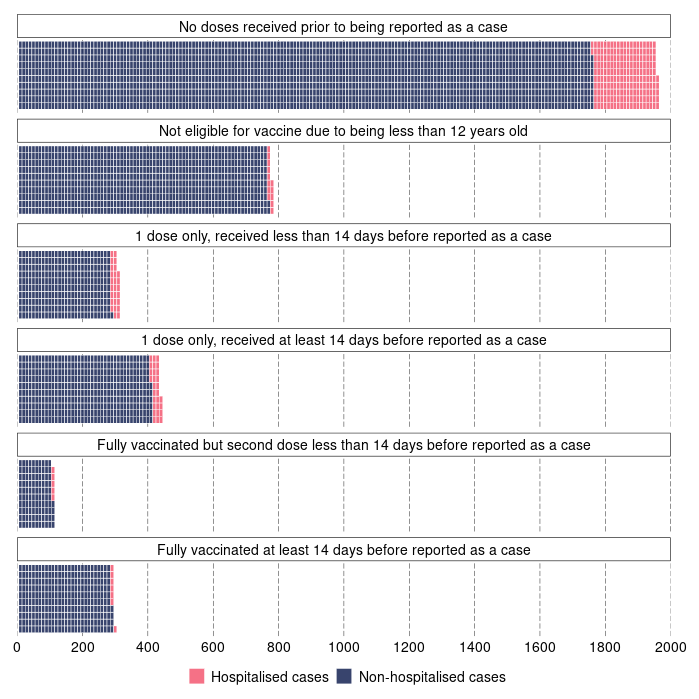 No doses received prior to being reported as a case
Not eligible for vaccine due to being less than 12 years old
1 dose only, received less than 14 days before reported as a case
1 dose only, received at least 14 days before reported as a case
Fully vaccinated but second dose less than 14 days before reported as a case
Fully vaccinated at least 14 days before reported as a case
0 200 400 600 800 1000 1200 1400 1600 1800 2000
Hospitalised cases Non-hospitalised cases